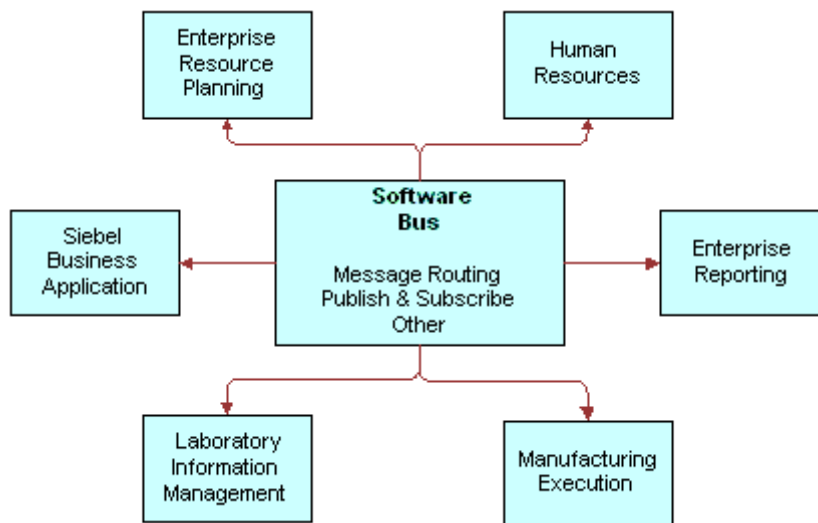 Enterprise
Resource
Planning
Human
Resources
Software
Bus
Message Routing
Publish & Subscribe
Other
Siebel
Business
Application
Enterprise
Reporting
Laboratory
Information
Management
Manufacturing
Execution